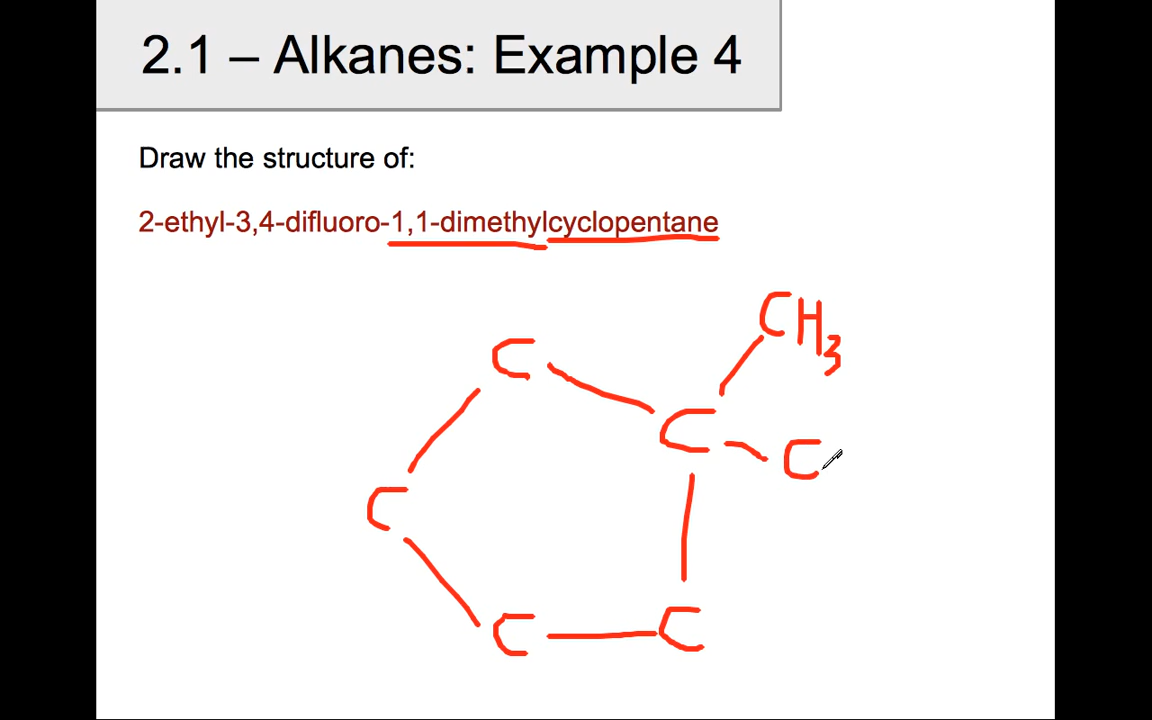 2.1 – Alkanes: Example 4
Draw the structure of:
2-ethyl-3,4-difluoro-1,1-dimethylcyclopentane
CH3
C
C
C
C
C
C